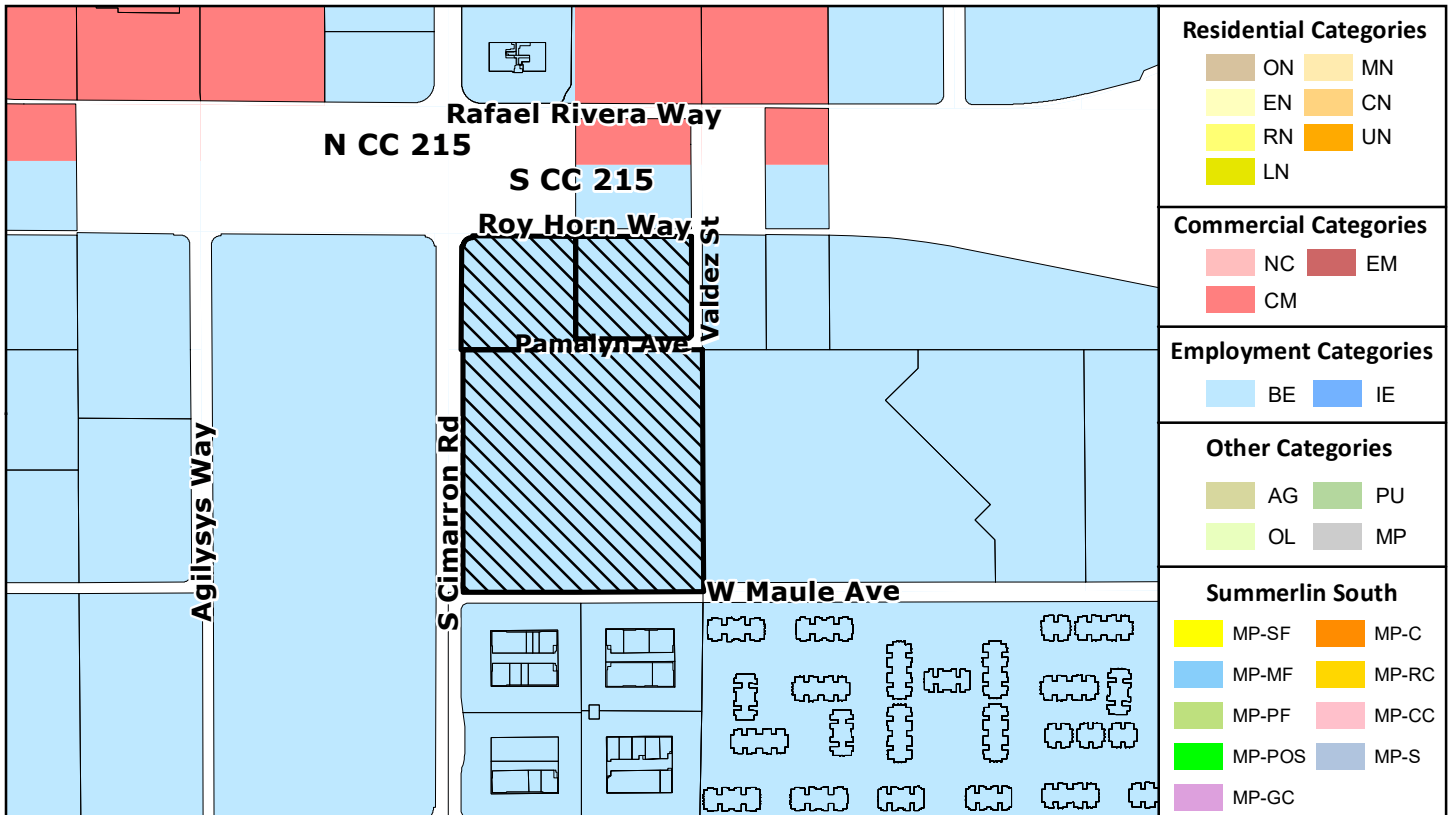 Rafael Rivera Way
N CC 215
S CC 215
Roy Horn Way
Valdez St
Pamalyn Ave
Agilysys Way
S Cimarron Rd
W Maule Ave
Residential Categories
ON MN
EN CN
RN UN
LN
Commercial Categories
NC EM
CM
Employment Categories
BE IE
Other Categories
AG PU
OL MP
Summerlin South
MP-SF MP-C
MP-MF MP-RC
MP-PF MP-CC
MP-POS MP-S
MP-GC